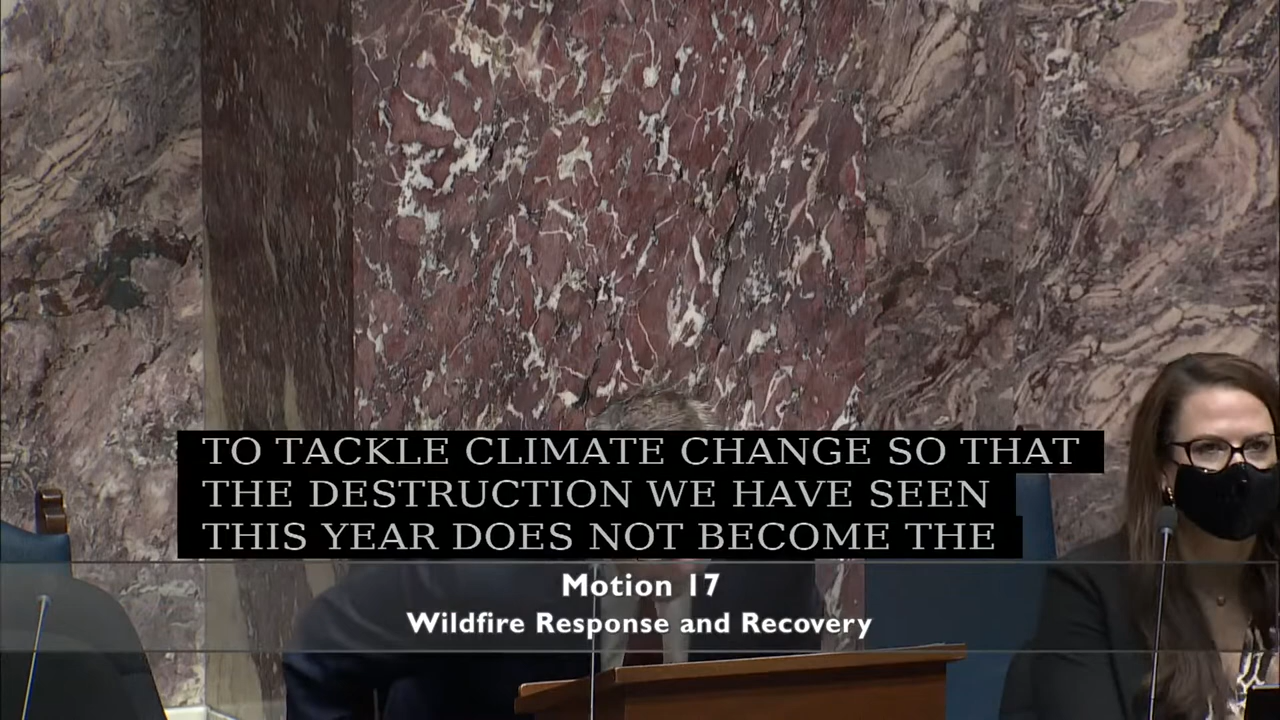 TO TACKLE CLIMATE CHANGE SO THAT
THE DESTRUCTION WE HAVE SEEN
THIS YEAR DOES NOT BECOME THE
Motion 17
Wildfire Response and Recovery